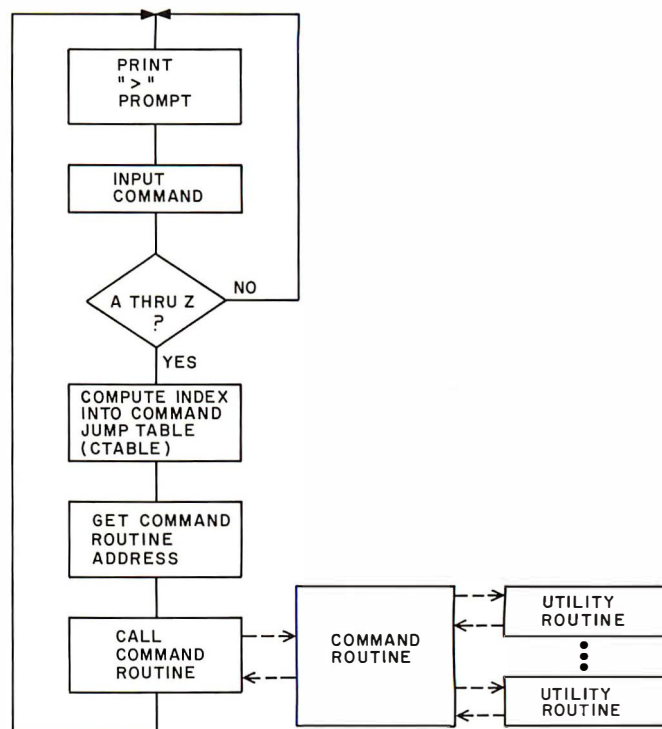 PRINT
">"
PROMPT
INPUT
COMMAND
A THRU Z
?
NO
YES
COMPUTE INDEX
INTO COMMAND
JUMP TABLE
(CTABLE)
GET COMMAND
ROUTINE
ADDRESS
CALL
COMMAND
ROUTINE
COMMAND
ROUTINE
UTILITY
ROUTINE
UTILITY
ROUTINE